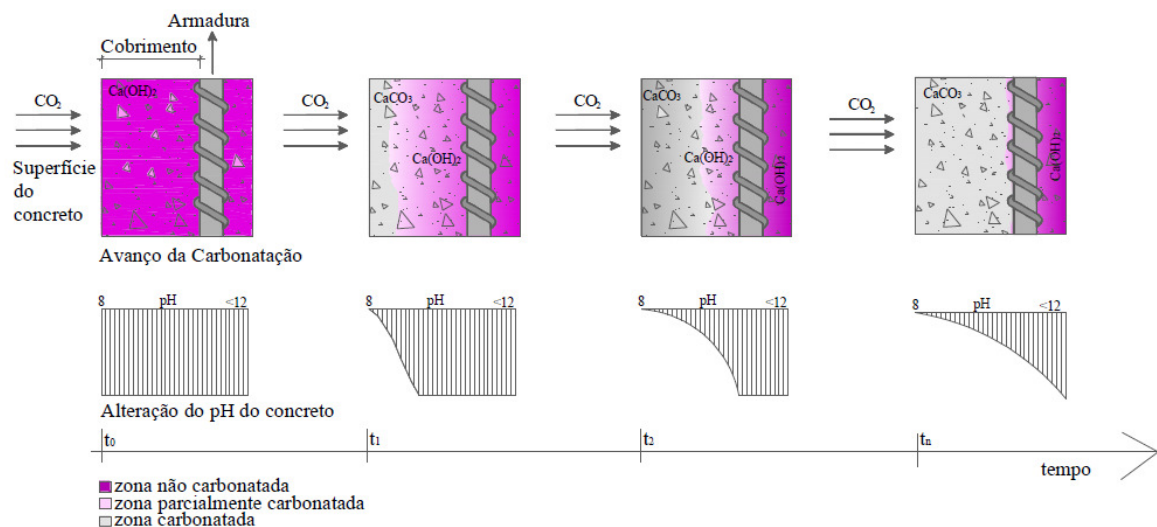 Armadura
Cobrimento
CO₂
Superfície
do
concreto
Ca(OH)₂
CO₂
CaCO₃
Ca(OH)₂
CO₂
CaCO₃
Ca(OH)₂
Ca(OH)₂
CO₂
CaCO₃
Ca(OH)₂
Avanço da Carbonatação
8 pH <12
8 pH <12
8 pH <12
8 pH <12
Alteração do pH do concreto
t₀
t₁
t₂
tₙ
tempo
zona não carbonatada
zona parcialmente carbonatada
zona carbonatada